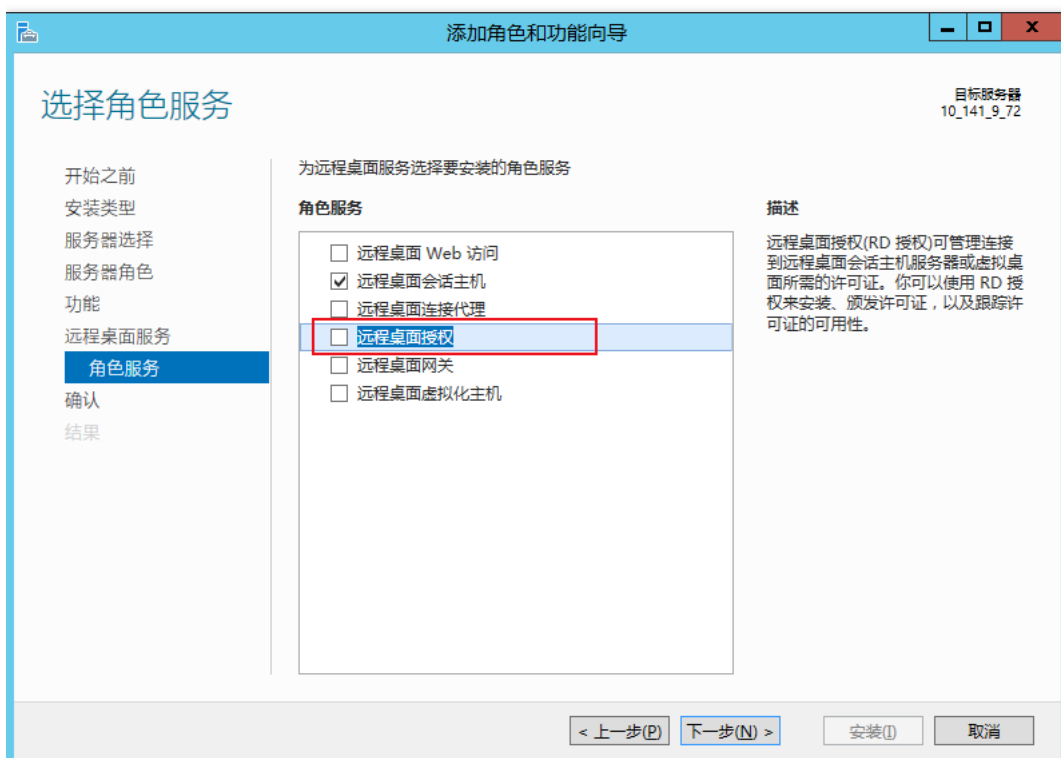 添加角色和功能向导
选择角色服务
目标服务器
10_141_9_72
开始之前
安装类型
服务器选择
服务器角色
功能
远程桌面服务
角色服务
确认
结果
为远程桌面服务选择要安装的角色服务
角色服务
远程桌面 Web 访问
远程桌面会话主机
远程桌面连接代理
远程桌面授权
远程桌面网关
远程桌面虚拟化主机
描述
远程桌面授权(RD 授权)可管理连接
到远程桌面会话主机服务器或虚拟桌
面所需的许可证。你可以使用 RD 授
权来安装、颁发许可证，以及跟踪许
可证的可用性。
< 上一步(P)
下一步(N) >
安装(I)
取消